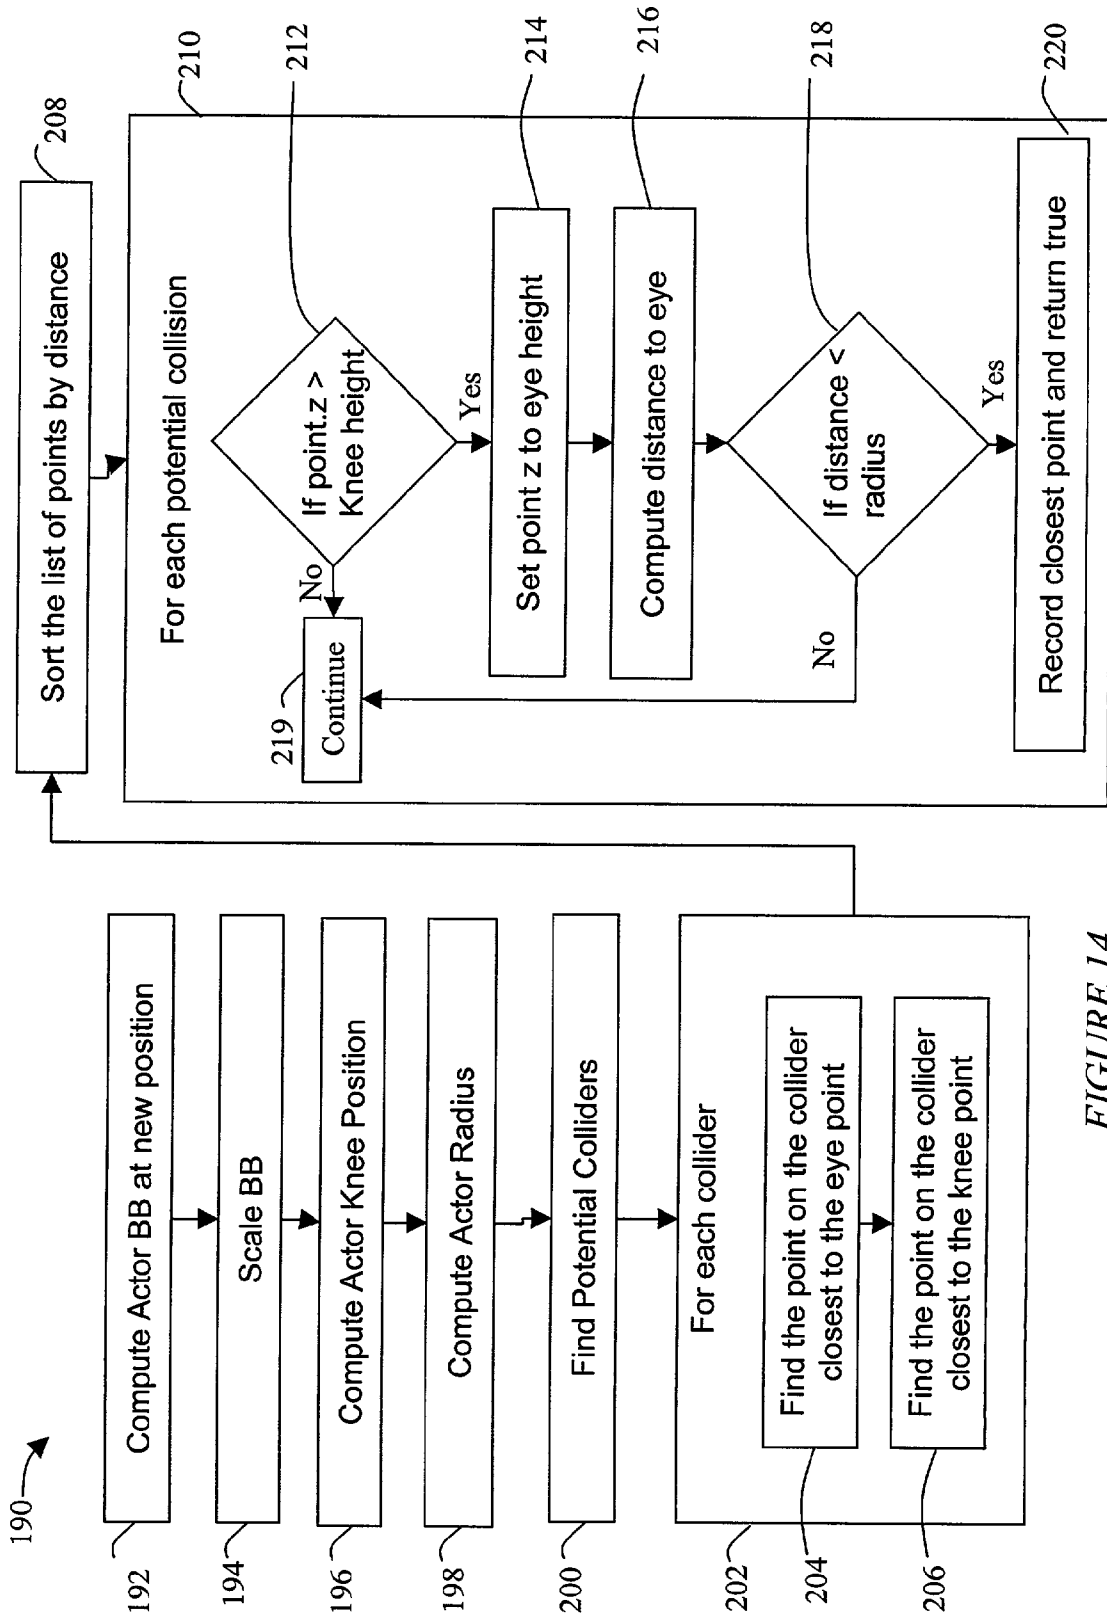 190
192
Compute Actor BB at new position
194
Scale BB
196
Compute Actor Knee Position
198
Compute Actor Radius
200
Find Potential Colliders
202
For each collider
204
Find the point on the collider
closest to the eye point
206
Find the point on the collider
closest to the knee point
208
Sort the list of points by distance
210
For each potential collision
212
If point.z >
Knee height
No
Yes
219
Continue
214
Set point z to eye height
216
Compute distance to eye
218
If distance <
radius
No
Yes
220
Record closest point and return true
FIGURE 14